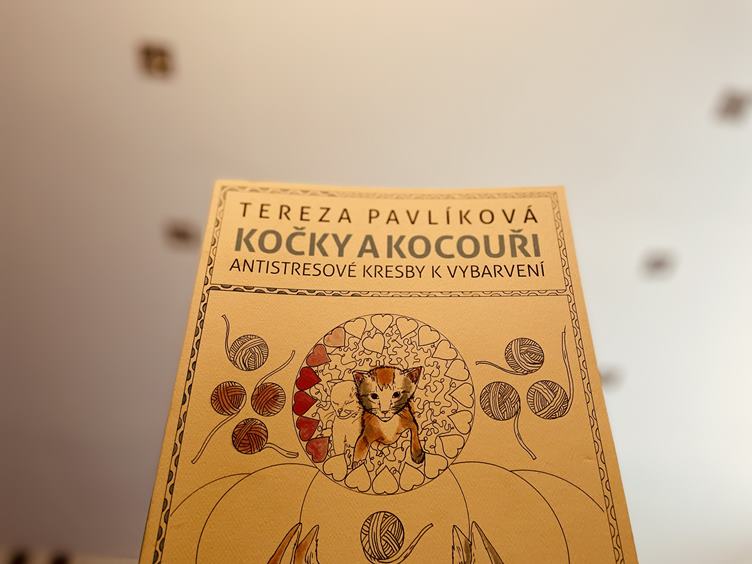 TEREZA PAVLÍKOVÁ
KOČKY A KOCOUŘI
ANTISTRESOVÉ KRESBY K VYBARVENÍ